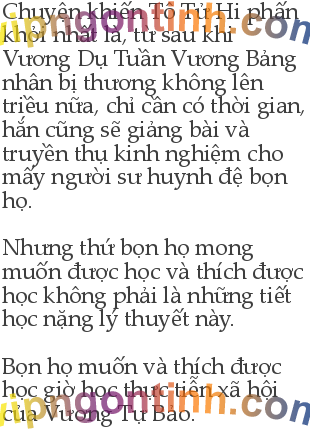 Chuyện khiến Tô Tử Hi phấn
khởi nhất là, từ sau khi
Vương Dụ Tuần Vương Bảng
nhãn bị thương không lên
triều nữa, chỉ cần có thời gian,
hắn cũng sẽ giảng bài và
truyền thụ kinh nghiệm cho
mấy người sư huynh đệ bọn
họ.
Nhưng thứ bọn họ mong
muốn được học và thích được
học không phải là những tiết
học nặng lý thuyết này.
Bọn họ muốn và thích được
học giờ học thực tiễn xã hội
của Vương Tự Bảo.